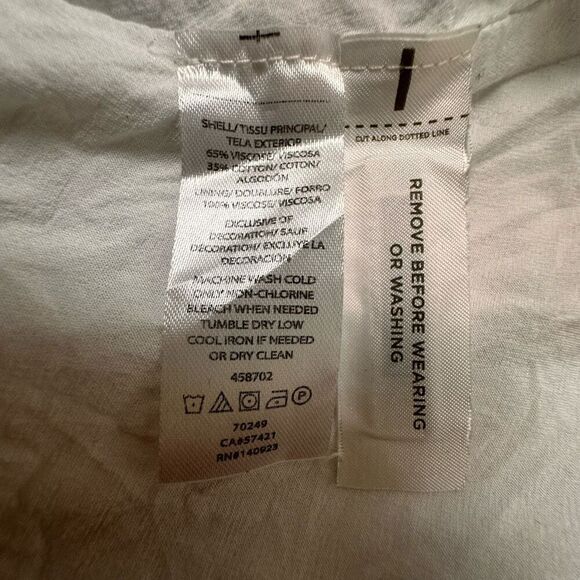 SHELL/ TISSU PRINCIPAL/
TELA EXTERIOR
65% VISCOSE/ VISCOSA
35% COTTON/ COTON/
ALGODÓN
LINING/ DOUBLURE/ FORRO
100% VISCOSE/ VISCOSA
EXCLUSIVE OF
DECORATION/ SAUF
DECORATION/ EXCLUYE LA
DECORACIÓN
MACHINE WASH COLD
ONLY NON-CHLORINE
BLEACH WHEN NEEDED
TUMBLE DRY LOW
COOL IRON IF NEEDED
OR DRY CLEAN
458702
P
70249
CA#57421
RN#140923
CUT ALONG DOTTED LINE
REMOVE BEFORE WEARING
OR WASHING